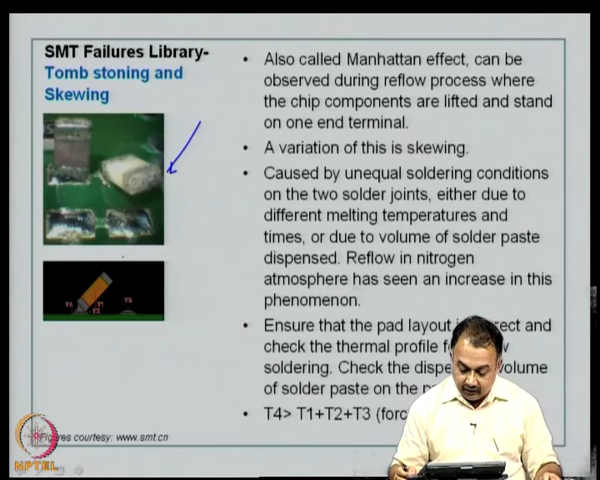 SMT Failures Library-
Tomb stoning and
Skewing
• Also called Manhattan effect, can be
observed during reflow process where
the chip components are lifted and stand
on one end terminal.
• A variation of this is skewing.
• Caused by unequal soldering conditions
on the two solder joints, either due to
different melting temperatures and
times, or due to volume of solder paste
dispensed. Reflow in nitrogen
atmosphere has seen an increase in this
phenomenon.
• Ensure that the pad layout
and
check the thermal profile
soldering. Check the
volume
of solder paste on the
• T4> T1+T2+T3
Figures courtesy: www.smt.cn
NPTEL